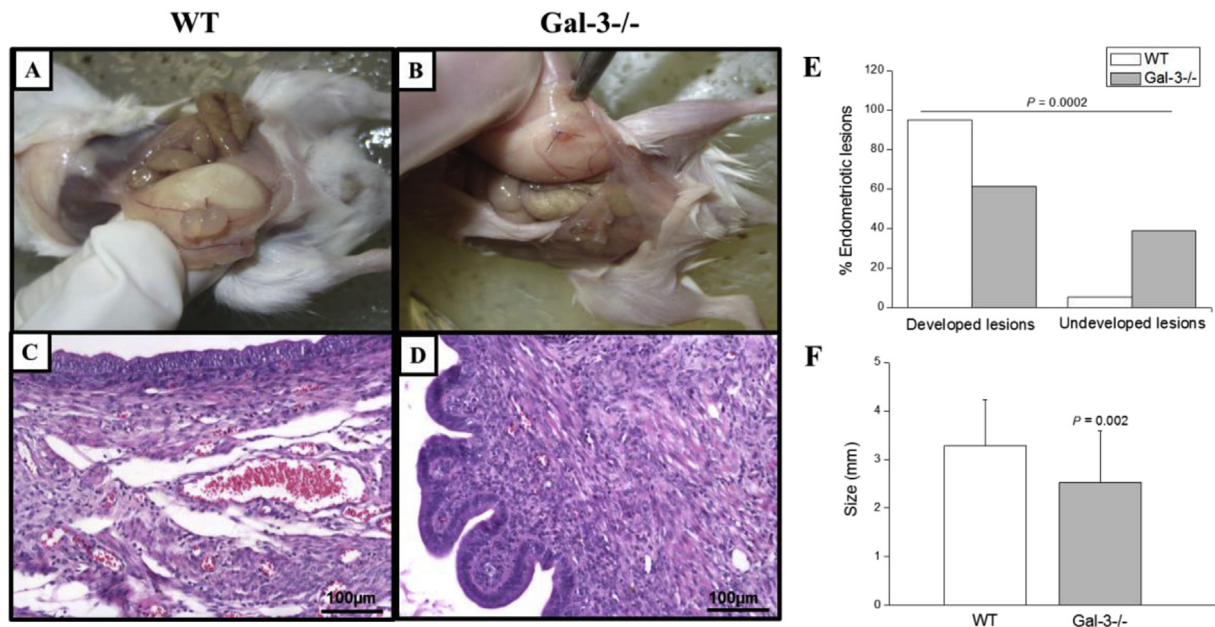 WT
Gal-3-/-
A
B
C
100µm
D
100µm
E
WT
Gal-3-/-
P = 0.0002
% Endometriotic lesions
120
100
80
60
40
20
0
Developed lesions
Undeveloped lesions
F
P = 0.002
Size (mm)
5
4
3
2
1
0
WT
Gal-3-/-